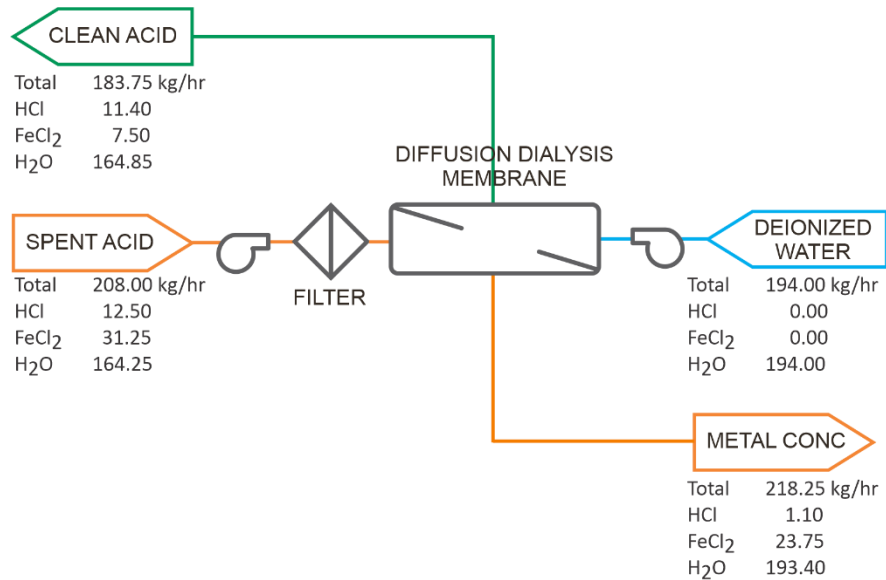 CLEAN ACID
Total 183.75 kg/hr
HCl 11.40
FeCl₂ 7.50
H₂O 164.85
DIFFUSION DIALYSIS
MEMBRANE
SPENT ACID
Total 208.00 kg/hr
HCl 12.50
FeCl₂ 31.25
H₂O 164.25
FILTER
DEIONIZED
WATER
Total 194.00 kg/hr
HCl 0.00
FeCl₂ 0.00
H₂O 194.00
METAL CONC
Total 218.25 kg/hr
HCl 1.10
FeCl₂ 23.75
H₂O 193.40